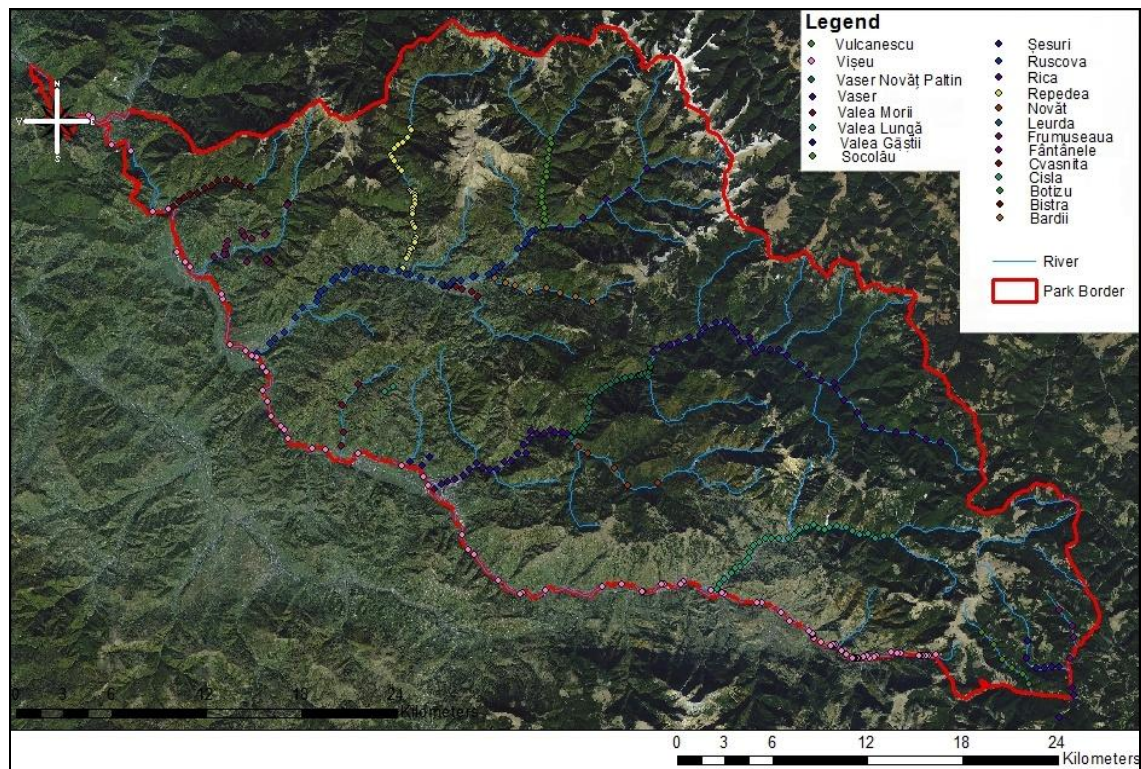 Legend
Vulcanescu
Vișeu
Vaser Novăț Paltin
Vaser
Valea Morii
Valea Lungă
Valea Găștii
Socolău
Șesuri
Ruscova
Rica
Repedea
Novăt
Leurda
Frumuseaua
Fântânele
Cvasnita
Cisla
Botizu
Bistra
Bardii
River
Park Border
N
E
S
0 3 6 12 18 24
Kilometers
0 3 6 12 18 24
Kilometers